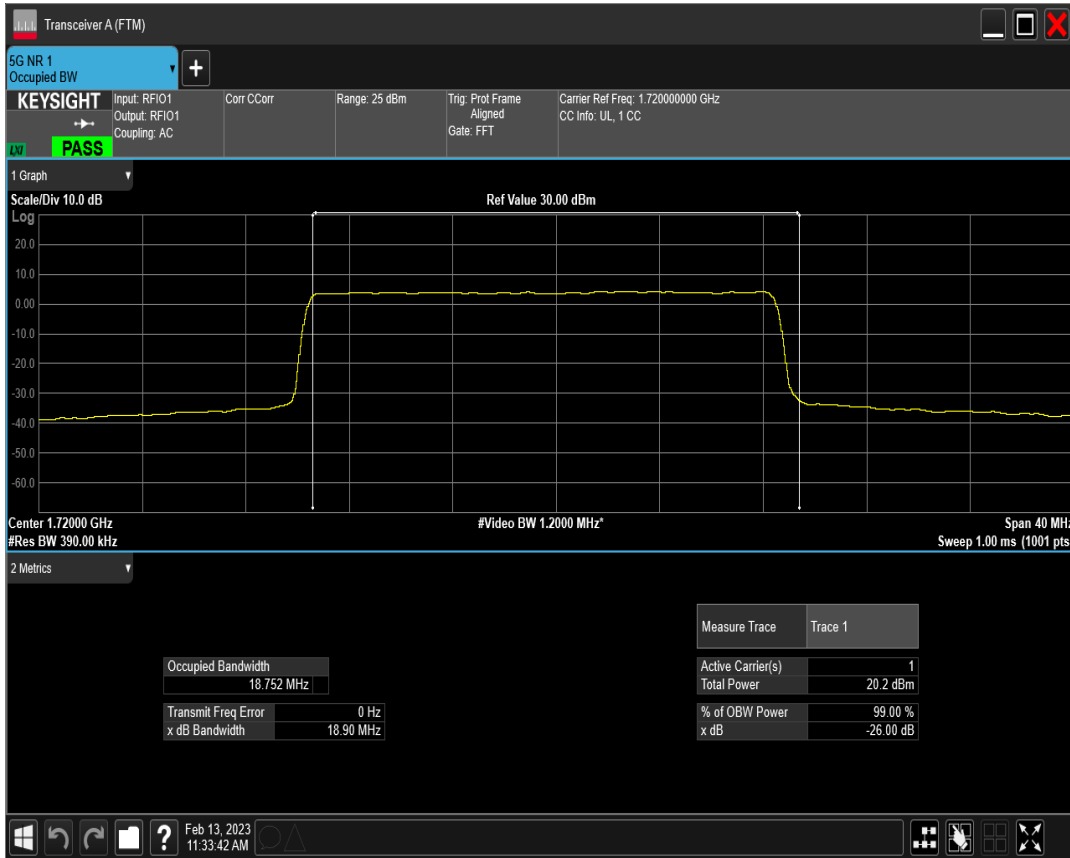 Transceiver A (FTM)
5G NR 1
Occupied BW
+
KEYSIGHT
LXI
PASS
Input: RFIO1
Output: RFIO1
Coupling: AC
Corr CCorr
Range: 25 dBm
Trig: Prot Frame
Aligned
Gate: FFT
Carrier Ref Freq: 1.720000000 GHz
CC Info: UL, 1 CC
1 Graph
Scale/Div 10.0 dB
Ref Value 30.00 dBm
Log
20.0
10.0
0.00
-10.0
-20.0
-30.0
-40.0
-50.0
-60.0
Center 1.72000 GHz
#Video BW 1.2000 MHz*
Span 40 MHz
#Res BW 390.00 kHz
Sweep 1.00 ms (1001 pts
2 Metrics
Measure Trace Trace 1
Occupied Bandwidth
18.752 MHz
Active Carrier(s) 1
Total Power 20.2 dBm
Transmit Freq Error 0 Hz
x dB Bandwidth 18.90 MHz
% of OBW Power 99.00 %
x dB -26.00 dB
?
Feb 13, 2023
11:33:42 AM